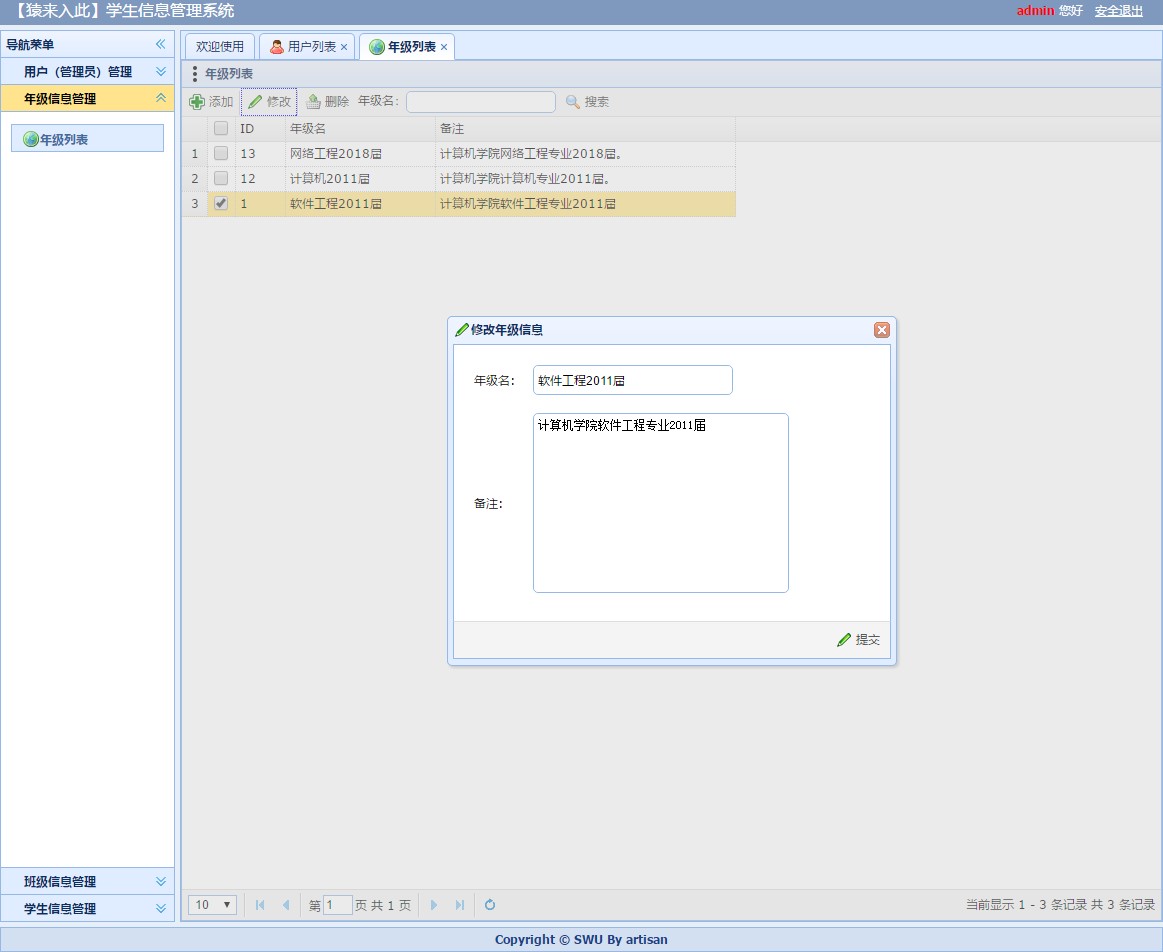 【猿来入此】学生信息管理系统
admin 您好 安全退出
导航菜单
用户（管理员）管理
年级信息管理
年级列表
班级信息管理
学生信息管理
欢迎使用 用户列表 年级列表
年级列表
添加 修改 删除 年级名： 搜索
ID 年级名 备注
1 13 网络工程2018届 计算机学院网络工程专业2018届。
2 12 计算机2011届 计算机学院计算机专业2011届。
3 1 软件工程2011届 计算机学院软件工程专业2011届
修改年级信息
年级名： 软件工程2011届
备注： 计算机学院软件工程专业2011届
提交
10 第 1 页 共 1 页 当前显示 1 - 3 条记录 共 3 条记录
Copyright © SWU By artisan